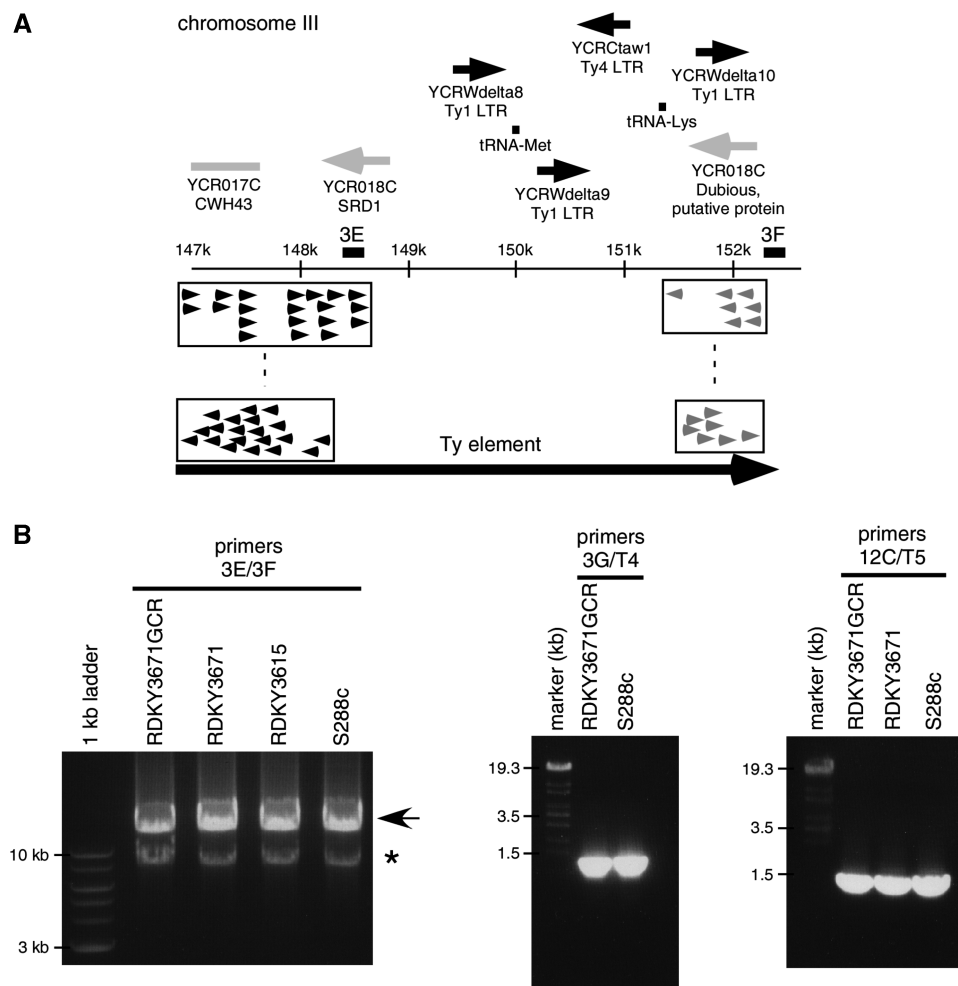 A
chromosome III
YCRCtaw1
Ty4 LTR
YCRWdelta8
Ty1 LTR
YCRWdelta10
Ty1 LTR
tRNA-Met
tRNA-Lys
YCR017C
CWH43
YCR018C
SRD1
YCRWdelta9
Ty1 LTR
YCR018C
Dubious,
putative protein
3E
3F
147k
148k
149k
150k
151k
152k
Ty element
B
primers
3E/3F
1 kb ladder
RDKY3671GCR
RDKY3671
RDKY3615
S288c
10 kb
*
3 kb
primers
3G/T4
marker (kb)
RDKY3671GCR
S288c
19.3
3.5
1.5
primers
12C/T5
marker (kb)
RDKY3671GCR
RDKY3671
S288c
19.3
3.5
1.5